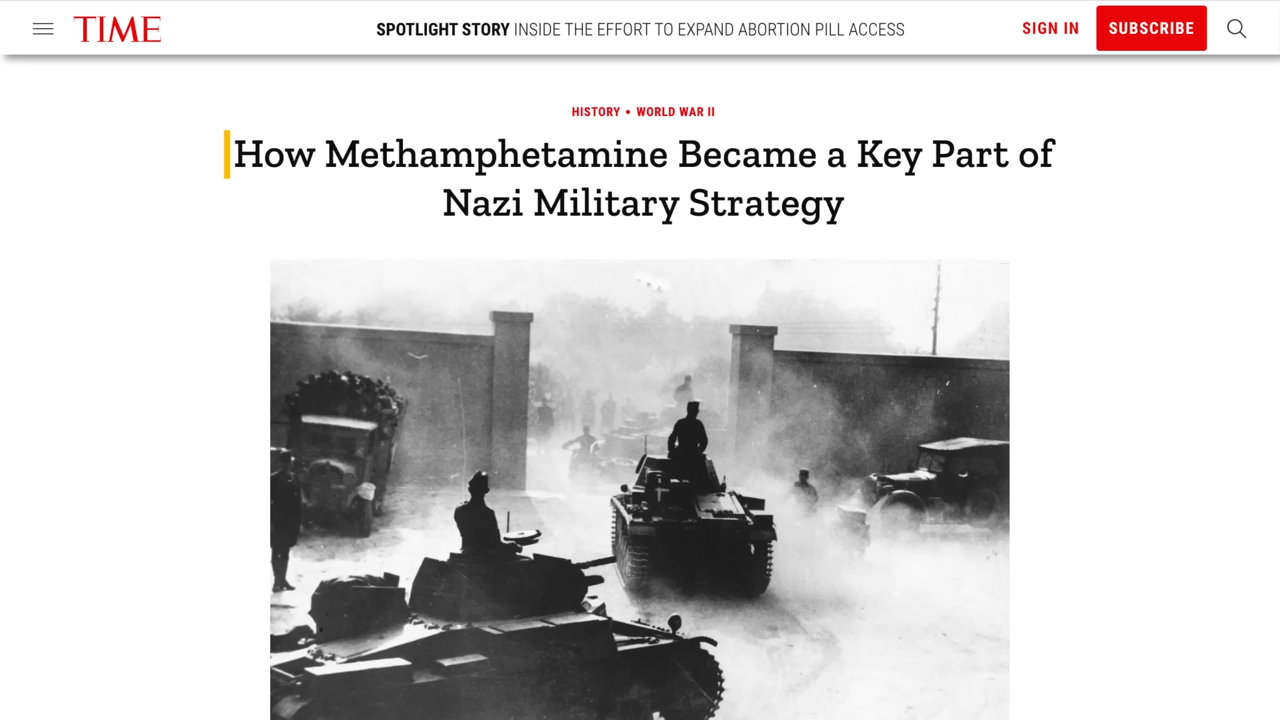 TIME
SPOTLIGHT STORY INSIDE THE EFFORT TO EXPAND ABORTION PILL ACCESS
SIGN IN
SUBSCRIBE
HISTORY • WORLD WAR II
How Methamphetamine Became a Key Part of
Nazi Military Strategy